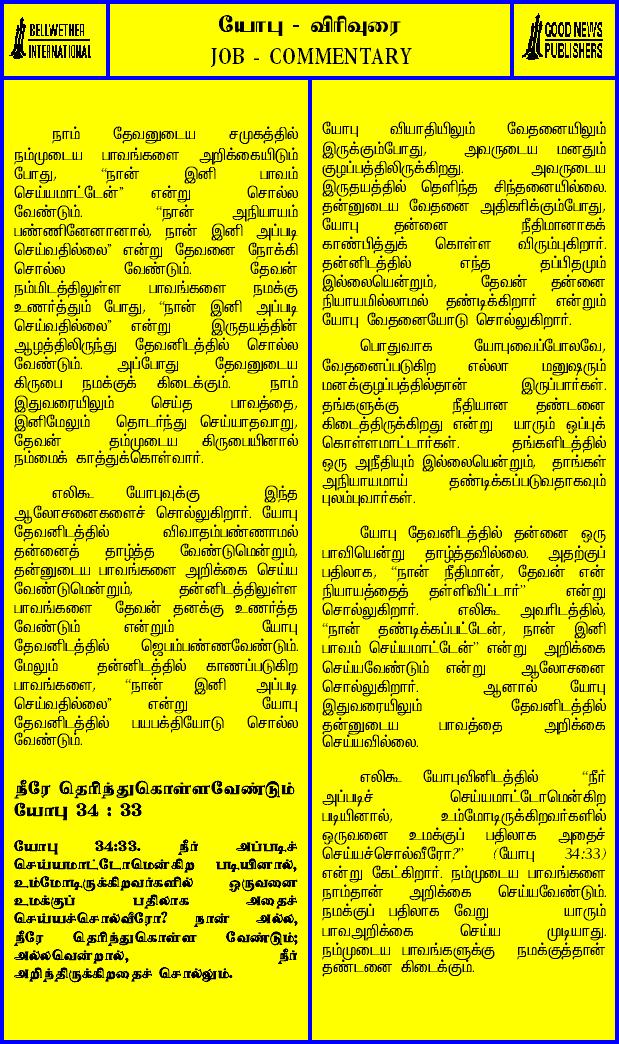 BELLWETHER
INTERNATIONAL
யோபு - விரிவுரை
JOB - COMMENTARY
GOOD NEWS
PUBLISHERS
நாம் தேவனுடைய சமுகத்தில்
நம்முடைய பாவங்களை அறிக்கையிடும்
போது, “நான் இனி பாவம்
செய்யமாட்டேன்” என்று சொல்ல
வேண்டும். “நான் அநியாயம்
பண்ணினேனானால், நான் இனி அப்படி
செய்வதில்லை” என்று தேவனை நோக்கி
சொல்ல வேண்டும். தேவன்
நம்மிடத்திலுள்ள பாவங்களை நமக்கு
உணர்த்தும் போது, “நான் இனி அப்படி
செய்வதில்லை” என்று இருதயத்தின்
ஆழத்திலிருந்து தேவனிடத்தில் சொல்ல
வேண்டும். அப்போது தேவனுடைய
கிருபை நமக்குக் கிடைக்கும். நாம்
இதுவரையிலும் செய்த பாவத்தை,
இனிமேலும் தொடர்ந்து செய்யாதவாறு,
தேவன் தம்முடைய கிருபையினால்
நம்மைக் காத்துக்கொள்வார்.
எலிகூ யோபுவுக்கு இந்த
ஆலோசனைகளைச் சொல்லுகிறார். யோபு
தேவனிடத்தில் விவாதம்பண்ணாமல்
தன்னைத் தாழ்த்த வேண்டுமென்றும்,
தன்னுடைய பாவங்களை அறிக்கை செய்ய
வேண்டுமென்றும், தன்னிடத்திலுள்ள
பாவங்களை தேவன் தனக்கு உணர்த்த
வேண்டும் என்றும் யோபு
தேவனிடத்தில் ஜெபம்பண்ணவேண்டும்.
மேலும் தன்னிடத்தில் காணப்படுகிற
பாவங்களை, “நான் இனி அப்படி
செய்வதில்லை” என்று யோபு
தேவனிடத்தில் பயபக்தியோடு சொல்ல
வேண்டும்.
நீரே தெரிந்துகொள்ளவேண்டும்
யோபு 34 : 33
யோபு 34:33. நீர் அப்படிச்
செய்யமாட்டோமென்கிற படியினால்,
உம்மோடிருக்கிறவர்களில் ஒருவனை
உமக்குப் பதிலாக அதைச்
செய்யச்சொல்வீரோ? நான் அல்ல,
நீரே தெரிந்துகொள்ள வேண்டும்;
அல்லவென்றால், நீர்
அறிந்திருக்கிறதைச் சொல்லும்.
யோபு வியாதியிலும் வேதனையிலும்
இருக்கும்போது, அவருடைய மனதும்
குழப்பத்திலிருக்கிறது. அவருடைய
இருதயத்தில் தெளிந்த சிந்தனையில்லை.
தன்னுடைய வேதனை அதிகரிக்கும்போது,
யோபு தன்னை நீதிமானாகக்
காண்பித்துக் கொள்ள விரும்புகிறார்.
தன்னிடத்தில் எந்த தப்பிதமும்
இல்லையென்றும், தேவன் தன்னை
நியாயமில்லாமல் தண்டிக்கிறார் என்றும்
யோபு வேதனையோடு சொல்லுகிறார்.
பொதுவாக யோபுவைப்போலவே,
வேதனைப்படுகிற எல்லா மனுஷரும்
மனக்குழப்பத்தில்தான் இருப்பார்கள்.
தங்களுக்கு நீதியான தண்டனை
கிடைத்திருக்கிறது என்று யாரும் ஒப்புக்
கொள்ளமாட்டார்கள். தங்களிடத்தில்
ஒரு அநீதியும் இல்லையென்றும், தாங்கள்
அநியாயமாய் தண்டிக்கப்படுவதாகவும்
புலம்புவார்கள்.
யோபு தேவனிடத்தில் தன்னை ஒரு
பாவியென்று தாழ்த்தவில்லை. அதற்குப்
பதிலாக, “நான் நீதிமான், தேவன் என்
நியாயத்தைத் தள்ளிவிட்டார்” என்று
சொல்லுகிறார். எலிகூ அவரிடத்தில்,
“நான் தண்டிக்கப்பட்டேன், நான் இனி
பாவம் செய்யமாட்டேன்” என்று அறிக்கை
செய்யவேண்டும் என்று ஆலோசனை
சொல்லுகிறார். ஆனால் யோபு
இதுவரையிலும் தேவனிடத்தில்
தன்னுடைய பாவத்தை அறிக்கை
செய்யவில்லை.
எலிகூ யோபுவினிடத்தில் “நீர்
அப்படிச் செய்யமாட்டோமென்கிற
படியினால், உம்மோடிருக்கிறவர்களில்
ஒருவனை உமக்குப் பதிலாக அதைச்
செய்யச்சொல்வீரோ?” (யோபு 34:33)
என்று கேட்கிறார். நம்முடைய பாவங்களை
நாம்தான் அறிக்கை செய்யவேண்டும்.
நமக்குப் பதிலாக வேறு யாரும்
பாவஅறிக்கை செய்ய முடியாது.
நம்முடைய பாவங்களுக்கு நமக்குத்தான்
தண்டனை கிடைக்கும்.